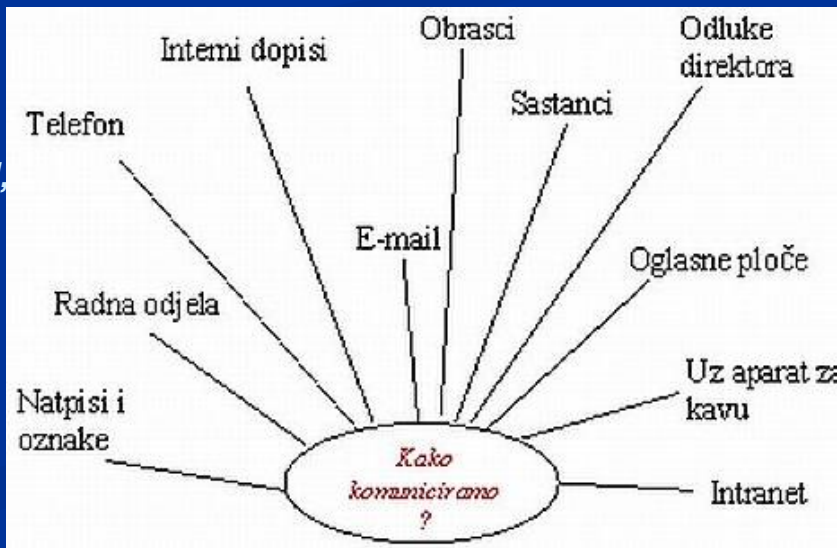 Obrasci
Odluke
direktora
Interni dopisi
Sastanci
Telefon
E-mail
Oglasne ploče
Radna odjela
Uz aparat za
kavu
Natpisi i
oznake
Kako
komuniciramo
?
Intranet